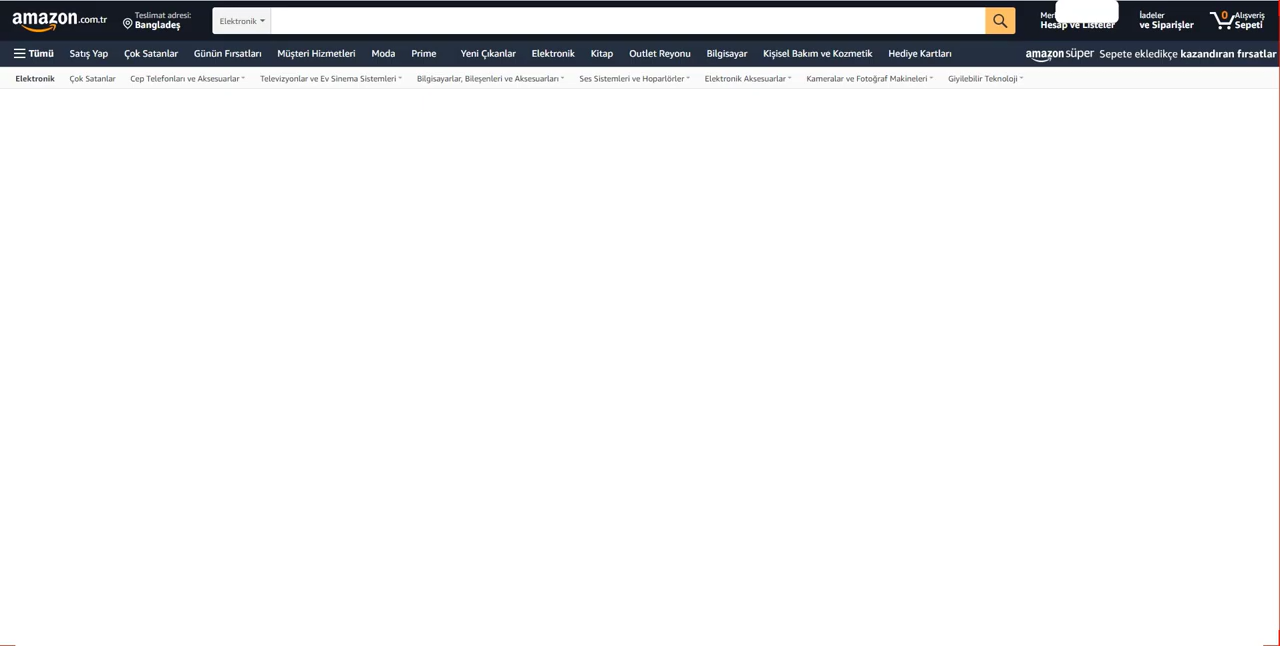 amazon.com.tr
Teslimat adresi:
Bangladeş
Elektronik
Hesap ve Listeler
İadeler
ve Siparişler
0
Alışveriş
Sepeti
Tümü
Satış Yap
Çok Satanlar
Günün Fırsatları
Müşteri Hizmetleri
Moda
Prime
Yeni Çıkanlar
Elektronik
Kitap
Outlet Reyonu
Bilgisayar
Kişisel Bakım ve Kozmetik
Hediye Kartları
amazon süper Sepete ekledikçe kazandıran fırsatlar
Elektronik
Çok Satanlar
Cep Telefonları ve Aksesuarlar
Televizyonlar ve Ev Sinema Sistemleri
Bilgisayarlar, Bileşenleri ve Aksesuarları
Ses Sistemleri ve Hoparlörler
Elektronik Aksesuarlar
Kameralar ve Fotoğraf Makineleri
Giyilebilir Teknoloji